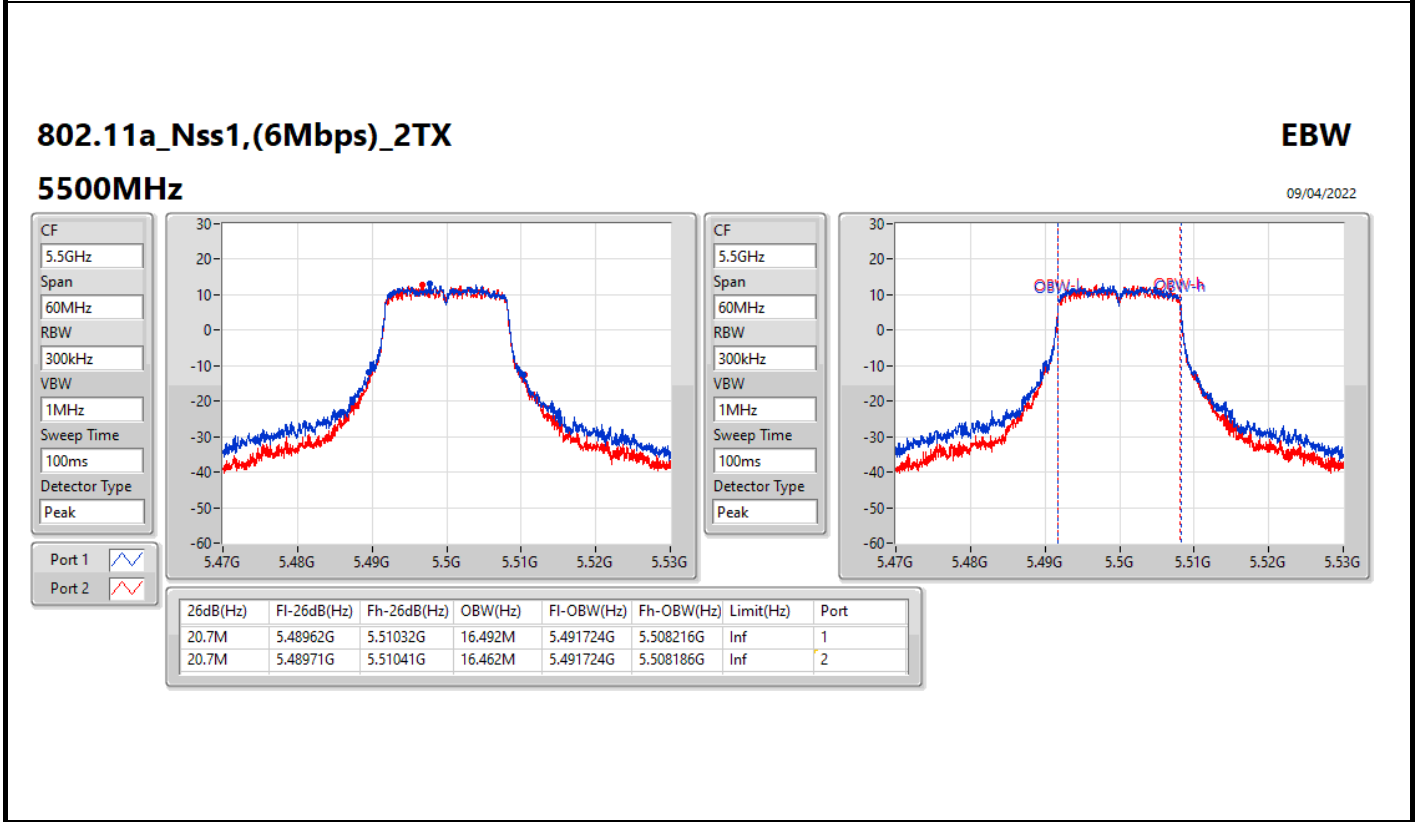 802.11a_Nss1,(6Mbps)_2TX
EBW
5500MHz
09/04/2022
CF
5.5GHz
Span
60MHz
RBW
300kHz
VBW
1MHz
Sweep Time
100ms
Detector Type
Peak
Port 1
Port 2
30
20
10
0
-10
-20
-30
-40
-50
-60
5.47G 5.48G 5.49G 5.5G 5.51G 5.52G 5.53G
CF
5.5GHz
Span
60MHz
RBW
300kHz
VBW
1MHz
Sweep Time
100ms
Detector Type
Peak
30
20
10
0
-10
-20
-30
-40
-50
-60
OBW-l OBW-h
5.47G 5.48G 5.49G 5.5G 5.51G 5.52G 5.53G
26dB(Hz) Fl-26dB(Hz) Fh-26dB(Hz) OBW(Hz) Fl-OBW(Hz) Fh-OBW(Hz) Limit(Hz) Port
20.7M 5.48962G 5.51032G 16.492M 5.491724G 5.508216G Inf 1
20.7M 5.48971G 5.51041G 16.462M 5.491724G 5.508186G Inf 2